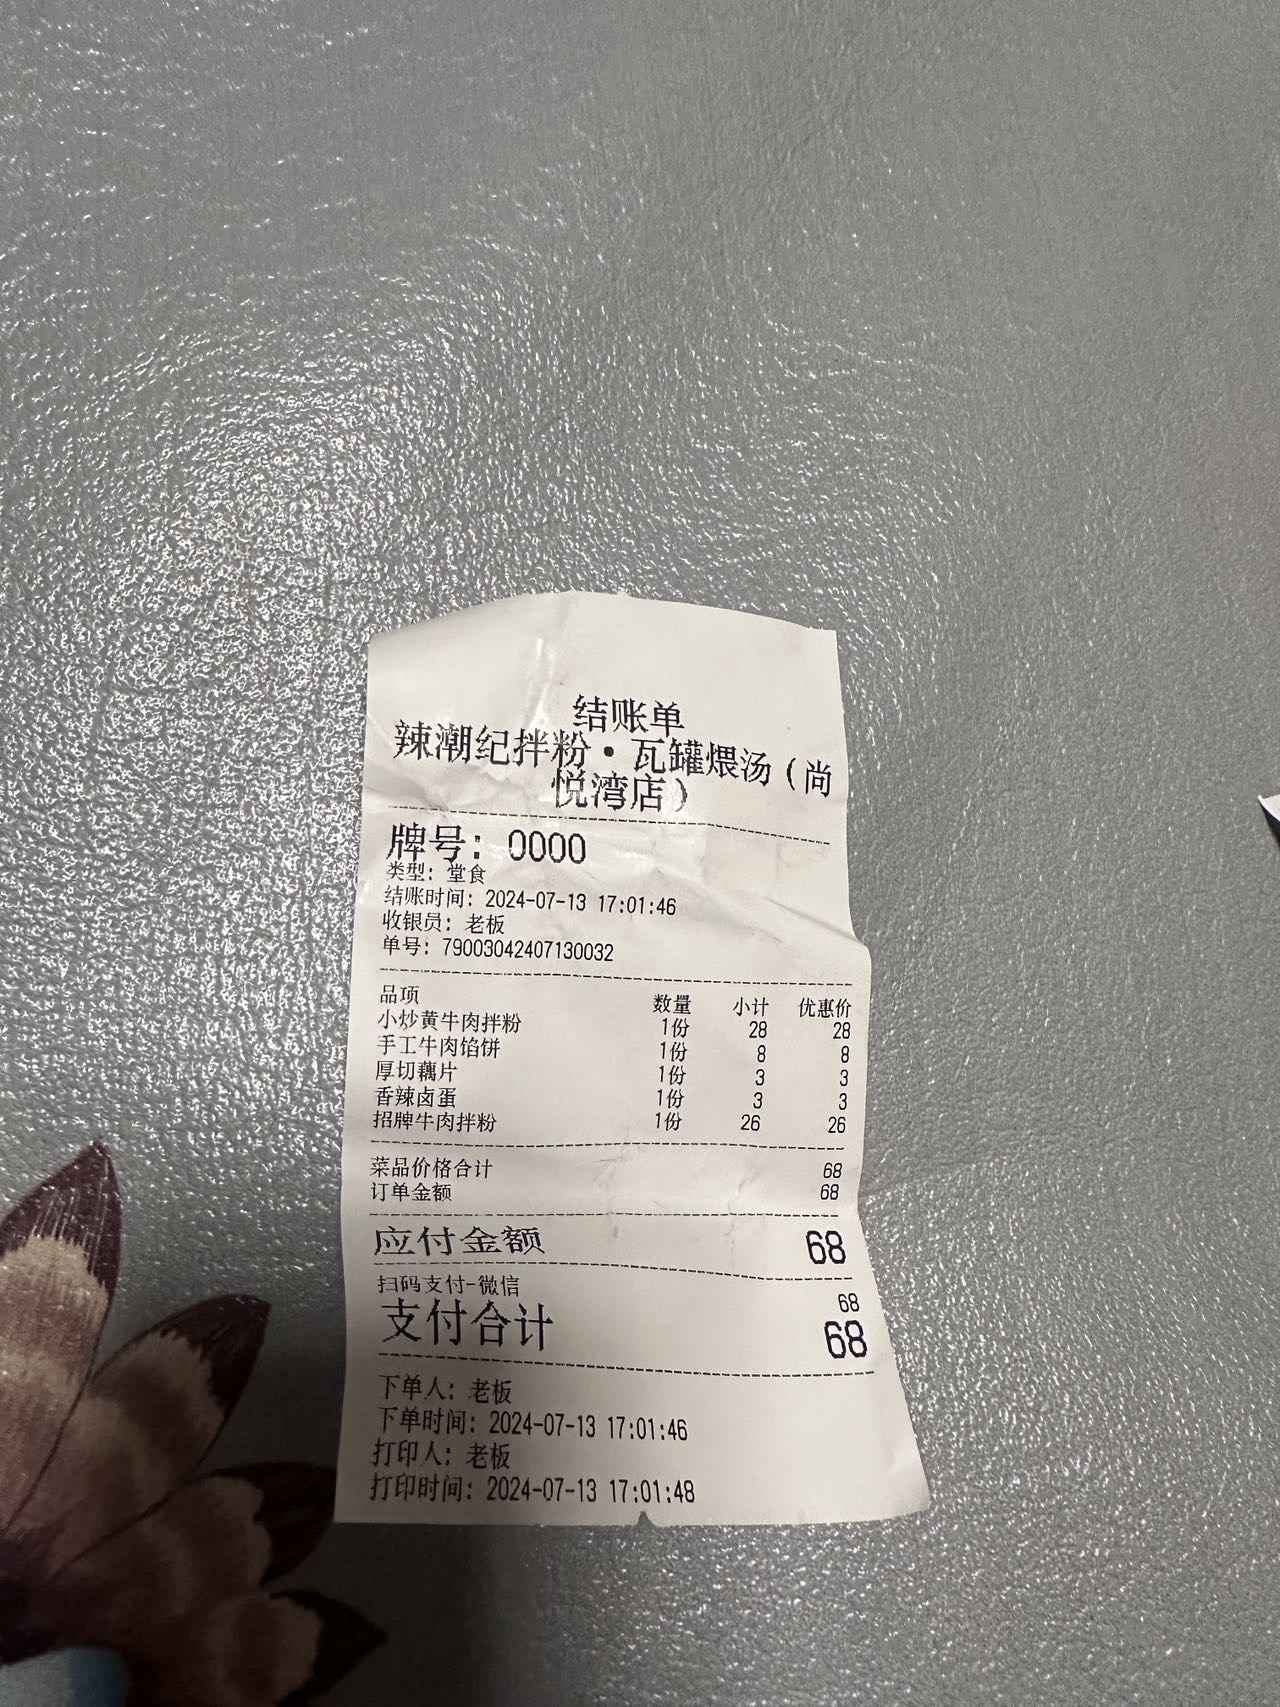 结账单
辣潮纪拌粉·瓦罐煨汤（尚
悦湾店）
牌号: 0000
类型: 堂食
结账时间: 2024-07-13 17:01:46
收银员: 老板
单号: 79003042407130032
品项 数量 小计 优惠价
小炒黄牛肉拌粉 1份 28 28
手工牛肉馅饼 1份 8 8
厚切藕片 1份 3 3
香辣卤蛋 1份 3 3
招牌牛肉拌粉 1份 26 26
菜品价格合计 68
订单金额 68
应付金额 68
扫码支付-微信 68
支付合计 68
下单人: 老板
下单时间: 2024-07-13 17:01:46
打印人: 老板
打印时间: 2024-07-13 17:01:48